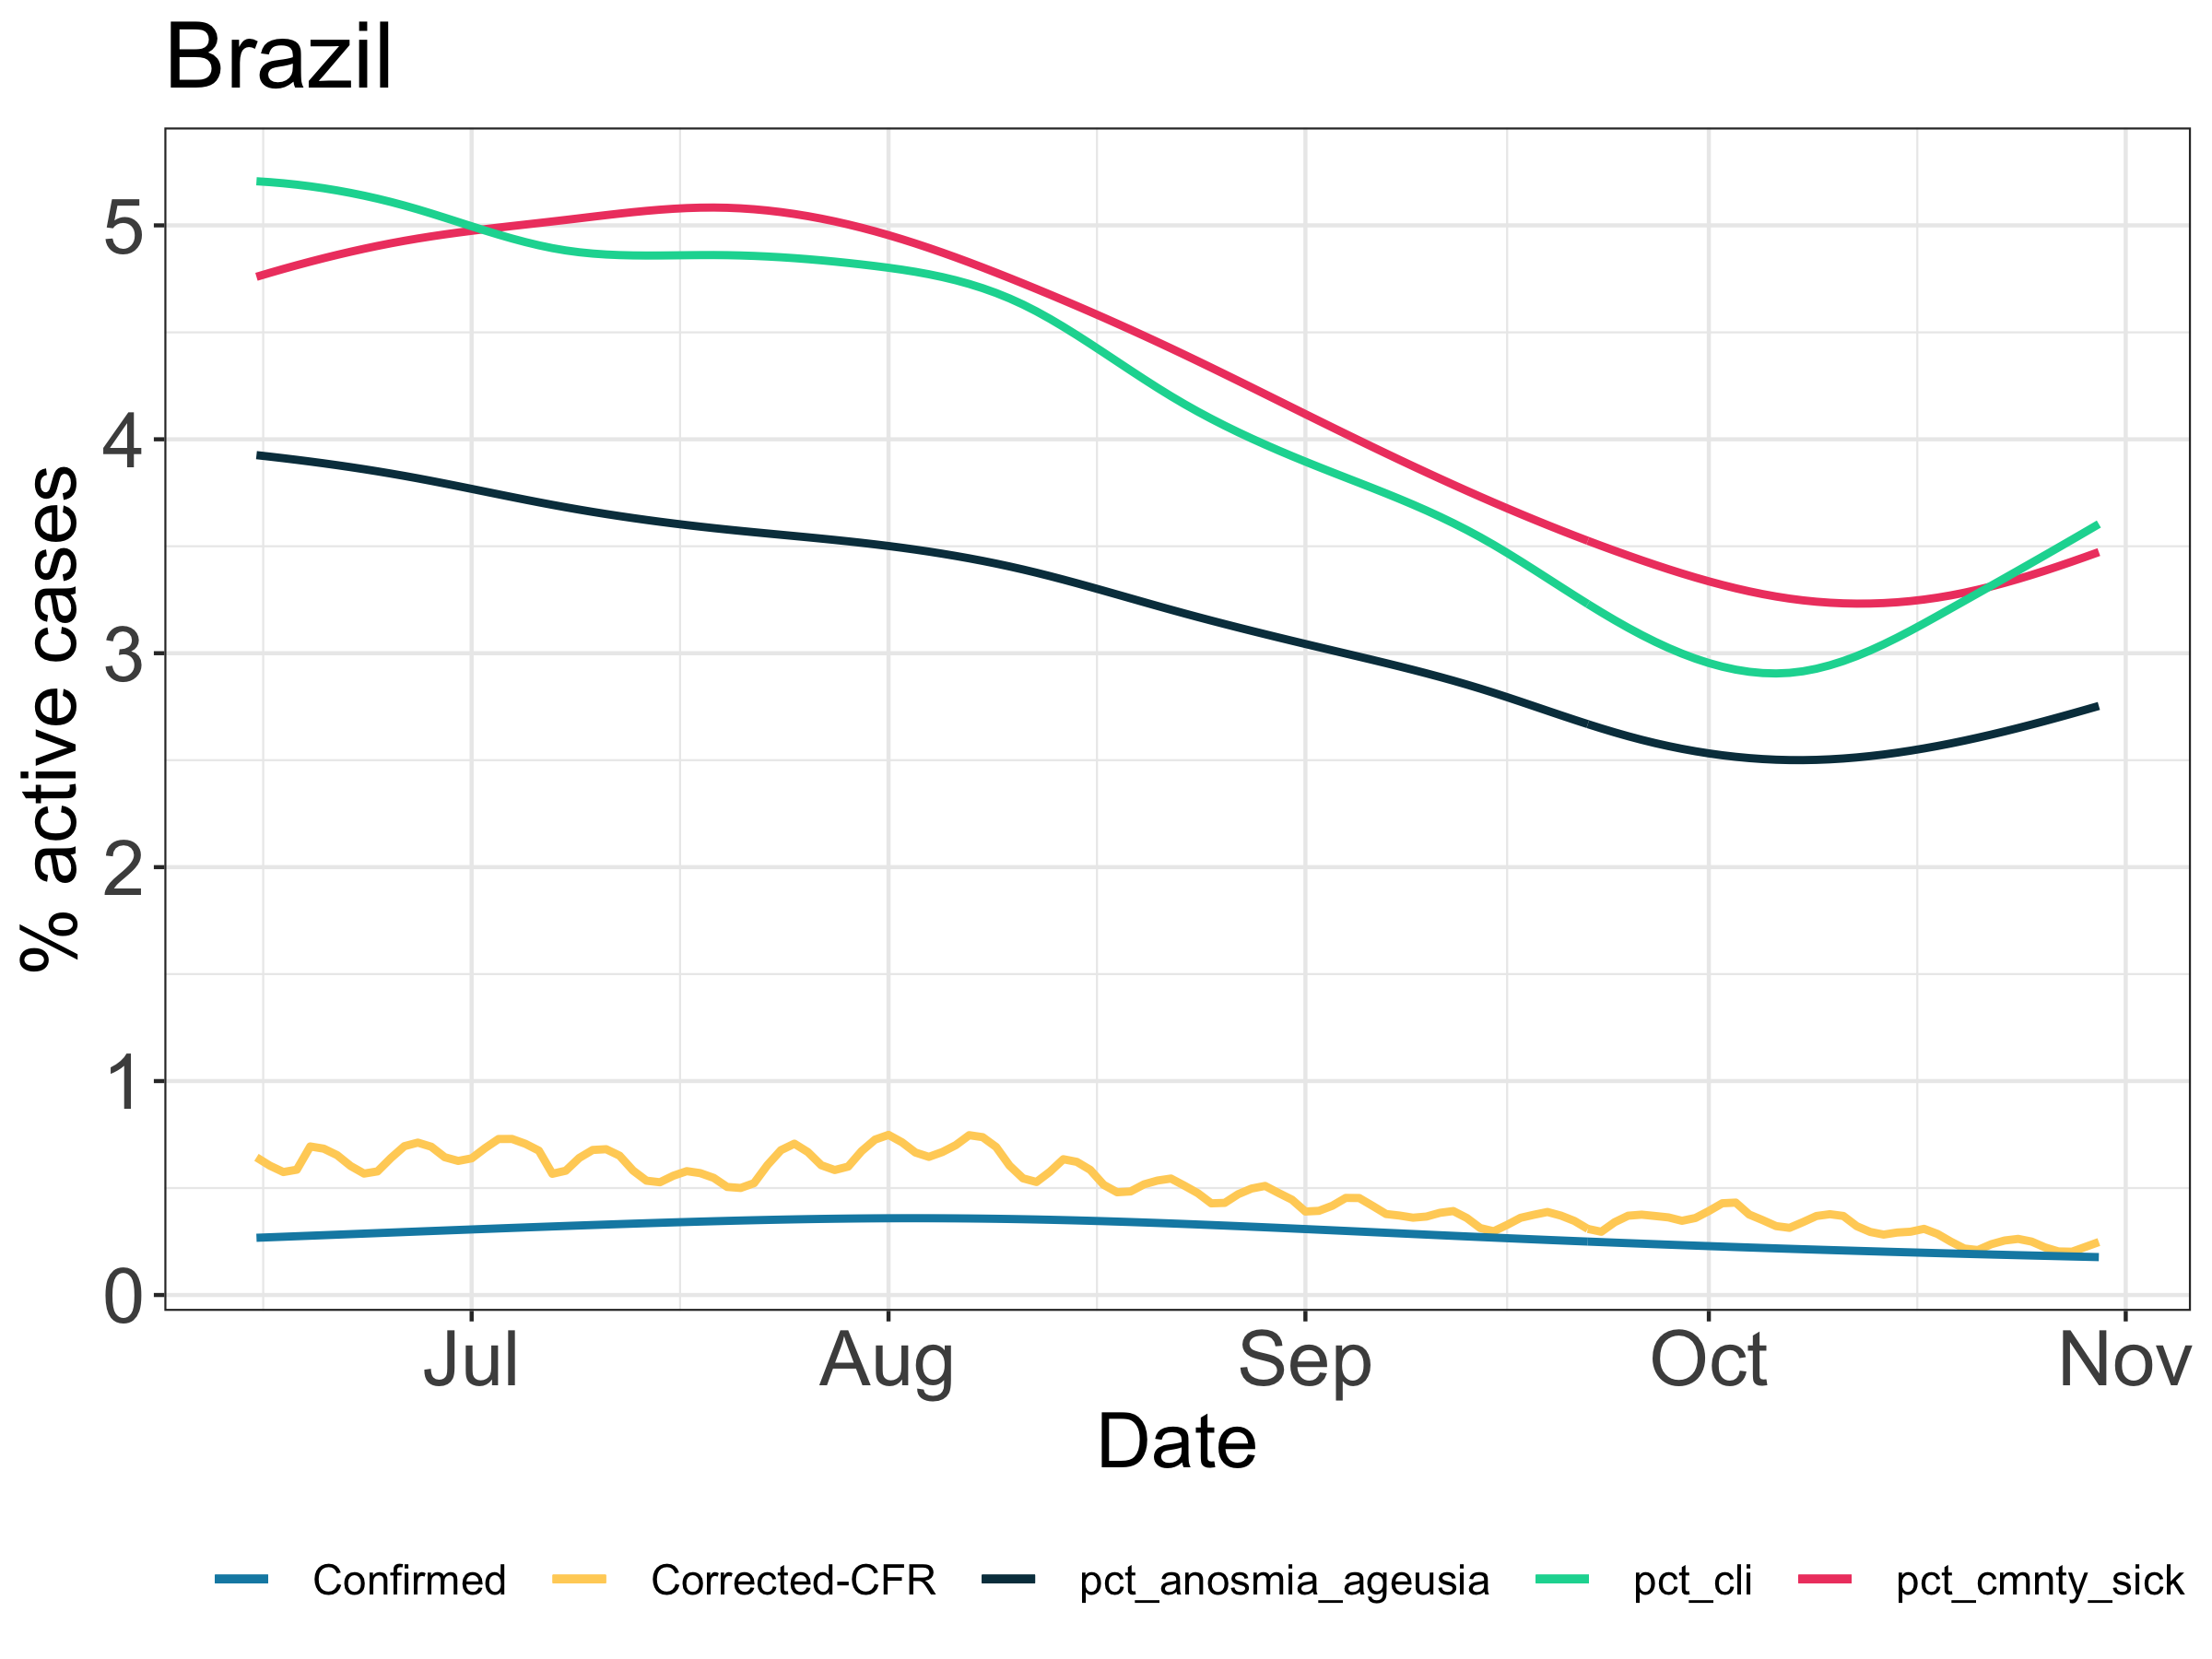 Brazil
% active cases
5
4
3
2
1
0
Jul Aug Sep Oct Nov
Date
Confirmed Corrected-CFR pct_anosmia_ageusia pct_cli pct_cmnty_sick